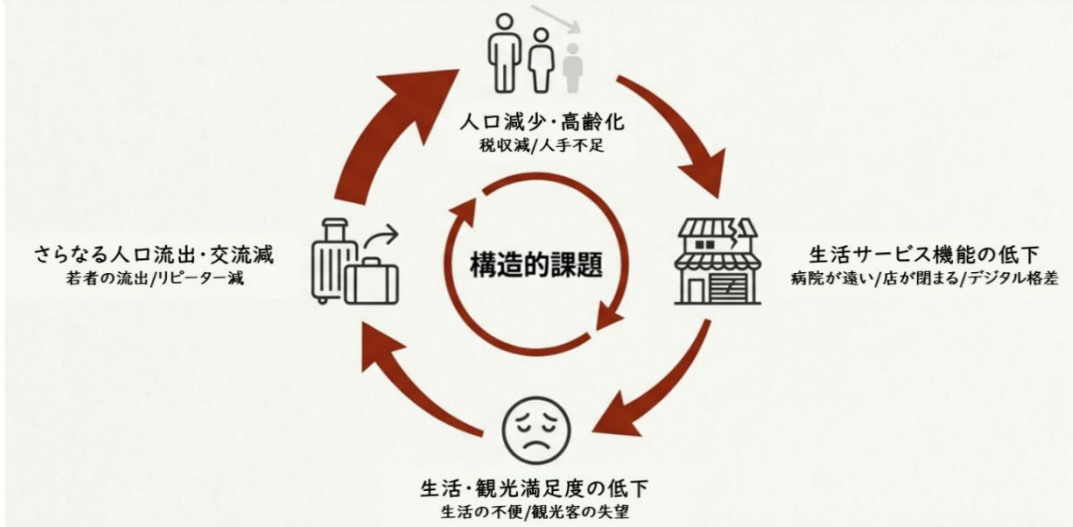 人口減少・高齢化
税収減/人手不足
さらなる人口流出・交流減
若者の流出/リピーター減
構造的課題
生活サービス機能の低下
病院が遠い/店が閉まる/デジタル格差
生活・観光満足度の低下
生活の不便/観光客の失望